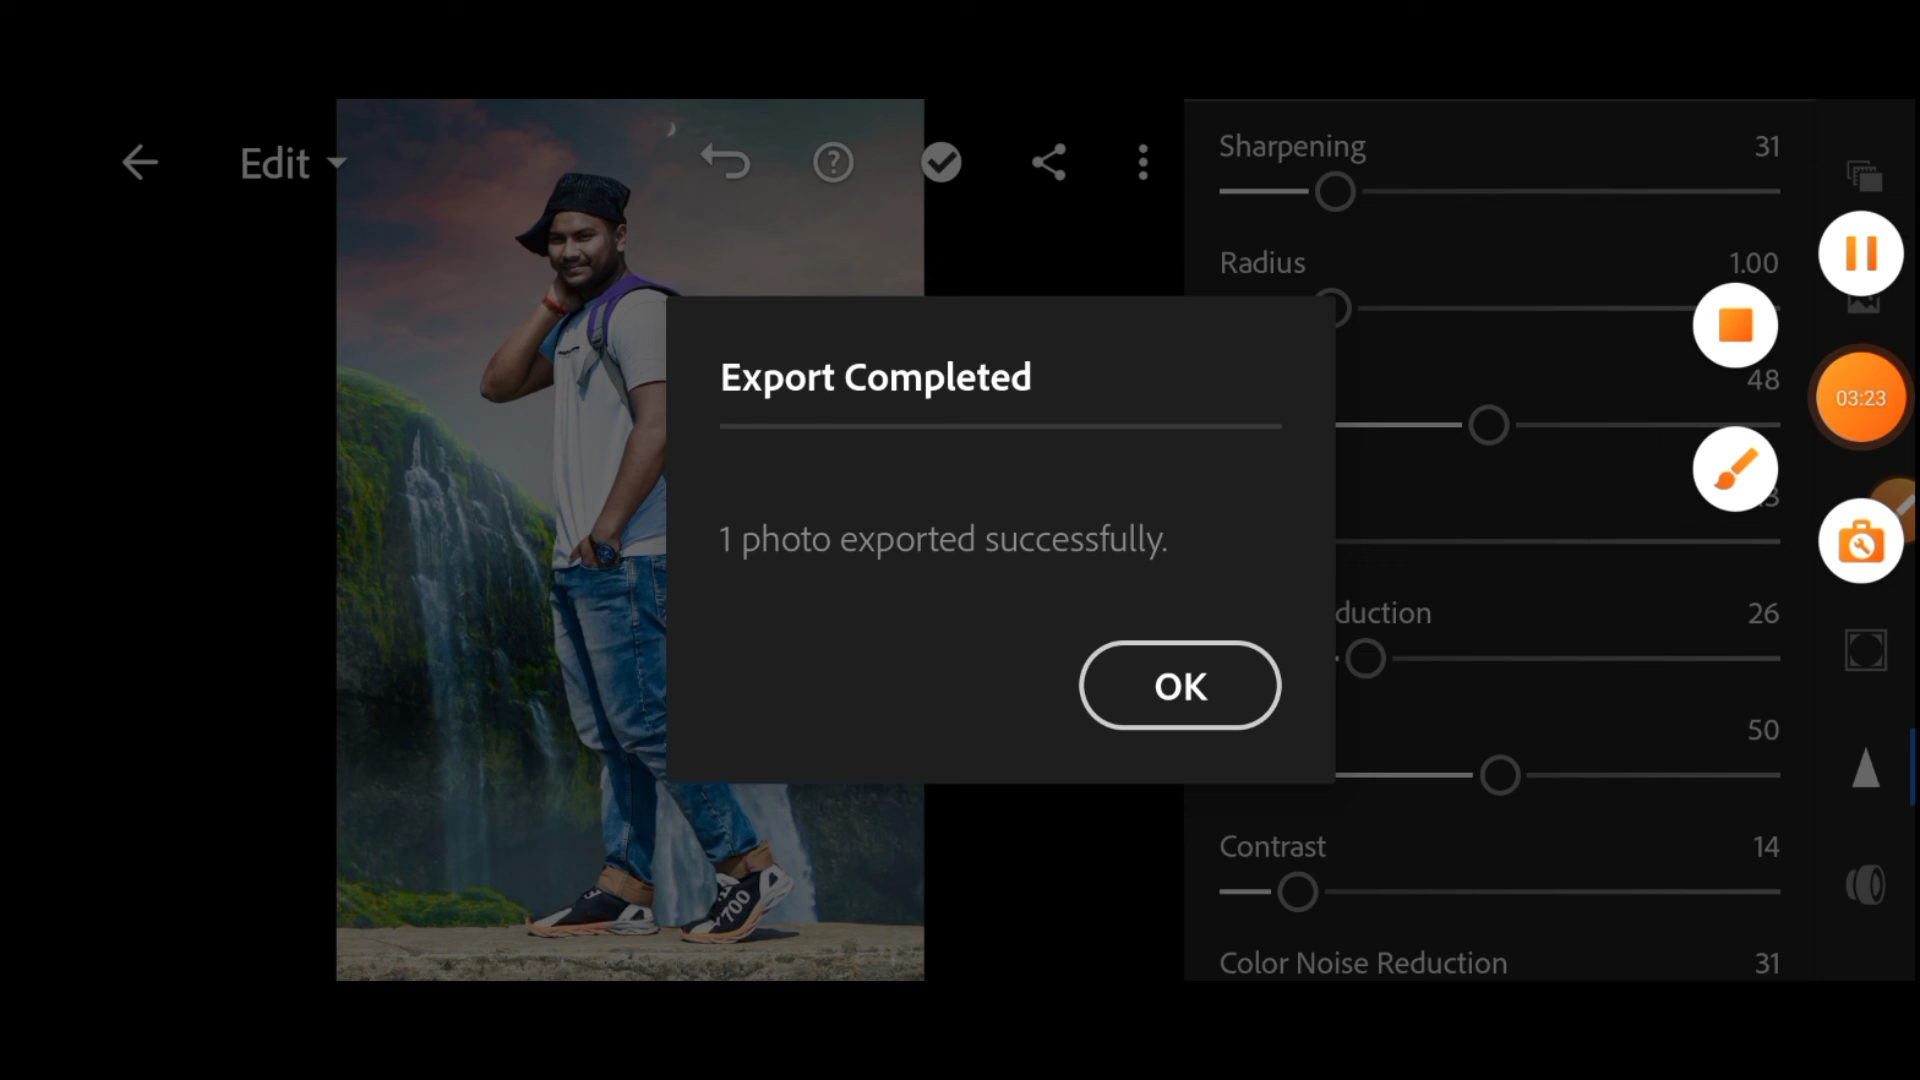 Edit
Sharpening 31
Radius 1.00
Export Completed
48
03:23
1 photo exported successfully.
duction 26
OK
50
700
Contrast 14
Color Noise Reduction 31